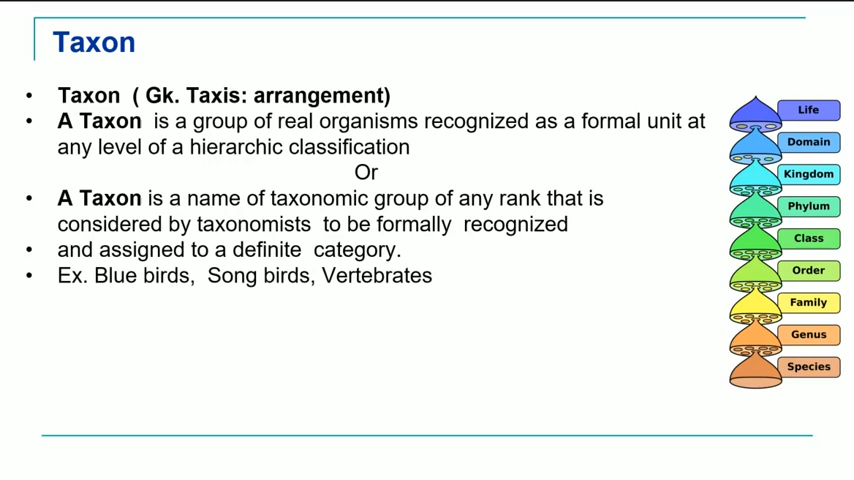 Taxon
• Taxon ( Gk. Taxis: arrangement)
• A Taxon is a group of real organisms recognized as a formal unit at
any level of a hierarchic classification
Or
• A Taxon is a name of taxonomic group of any rank that is
considered by taxonomists to be formally recognized
• and assigned to a definite category.
• Ex. Blue birds, Song birds, Vertebrates
Life
Domain
Kingdom
Phylum
Class
Order
Family
Genus
Species